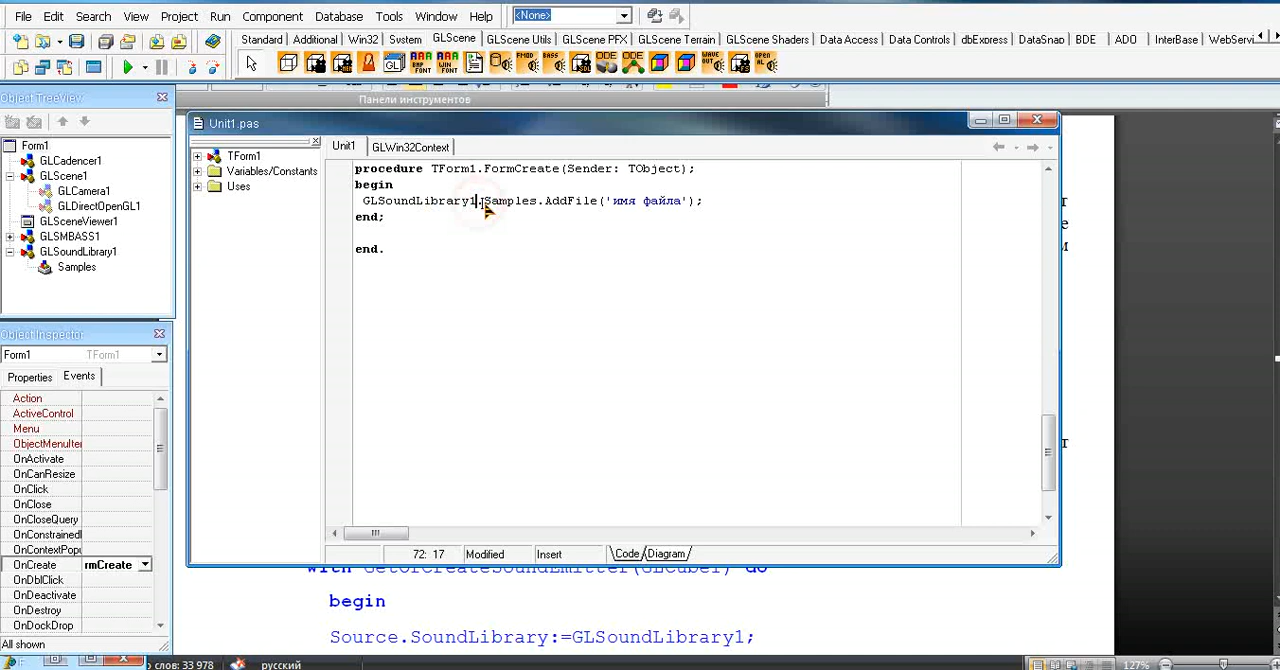 File Edit Search View Project Run Component Database Tools Window Help <None>
Standard Additional Win32 System GLScene GLScene Utils GLScene PFX GLScene Terrain GLScene Shaders Data Access Data Controls dbExpress DataSnap BDE ADO InterBase WebServi
Object TreeView
Панели инструментов
Unit1.pas
Form1
GLCadencer1
GLScene1
GLCamera1
GLDirectOpenGL1
GLSceneViewer1
GLSMBASS1
GLSoundLibrary1
Samples
TForm1
Variables/Constants
Uses
Unit1 GLWin32Context
procedure TForm1.FormCreate(Sender: TObject);
begin
GLSoundLibrary1.Samples.AddFile('имя файла');
end;
end.
Object Inspector
Form1 TForm1
Properties Events
Action
ActiveControl
Menu
ObjectMenuIter
OnActivate
OnCanResize
OnClick
OnClose
OnCloseQuery
OnConstrained
OnContextPopu
OnCreate rmCreate
OnDblClick
OnDeactivate
OnDestroy
OnDockDrop
All shown
72: 17 Modified Insert Code Diagram
with GetOrCreateSoundEmitter(GLCube1) do
begin
Source.SoundLibrary:=GLSoundLibrary1;
о слов: 33 978 русский 127%